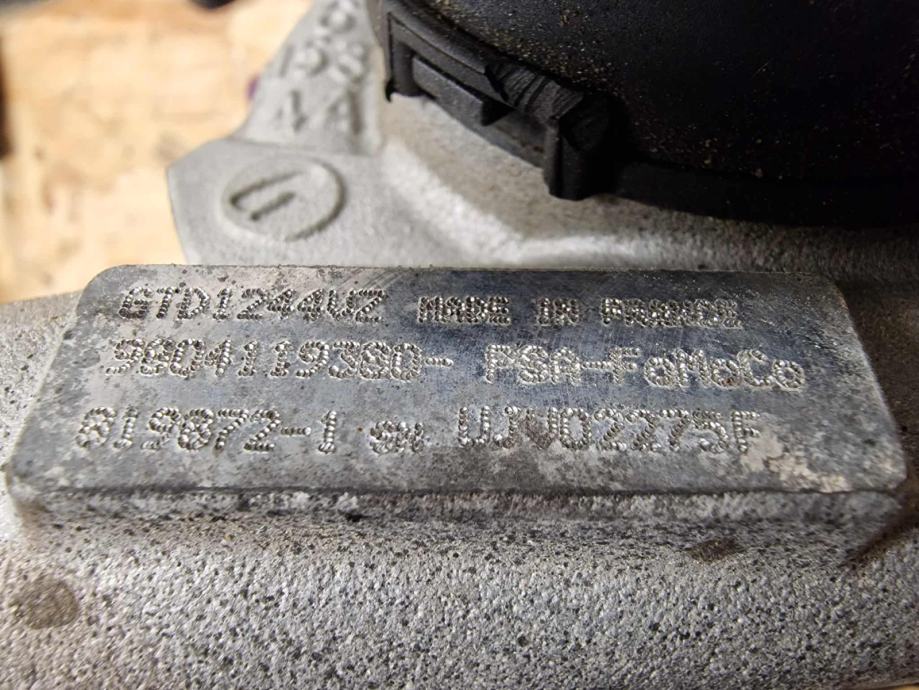 GTD1244VZ MADE IN FRANCE
9804119380- PSA-FoMoCo
819872-1 SN UJV02275F